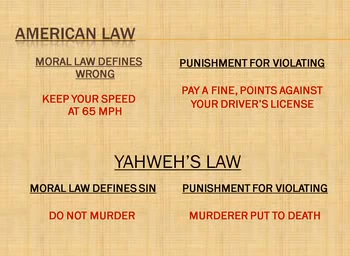 AMERICAN LAW
MORAL LAW DEFINES
WRONG
PUNISHMENT FOR VIOLATING
KEEP YOUR SPEED
AT 65 MPH
PAY A FINE, POINTS AGAINST
YOUR DRIVER'S LICENSE
YAHWEH'S LAW
MORAL LAW DEFINES SIN
PUNISHMENT FOR VIOLATING
DO NOT MURDER
MURDERER PUT TO DEATH